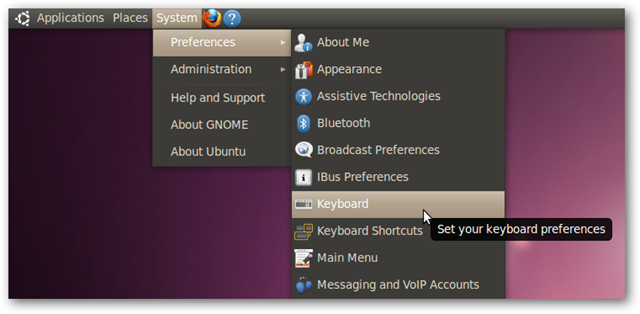 Applications Places System
Preferences
Administration
Help and Support
About GNOME
About Ubuntu
About Me
Appearance
Assistive Technologies
Bluetooth
Broadcast Preferences
IBus Preferences
Keyboard
Keyboard Shortcuts
Set your keyboard preferences
Main Menu
Messaging and VoIP Accounts